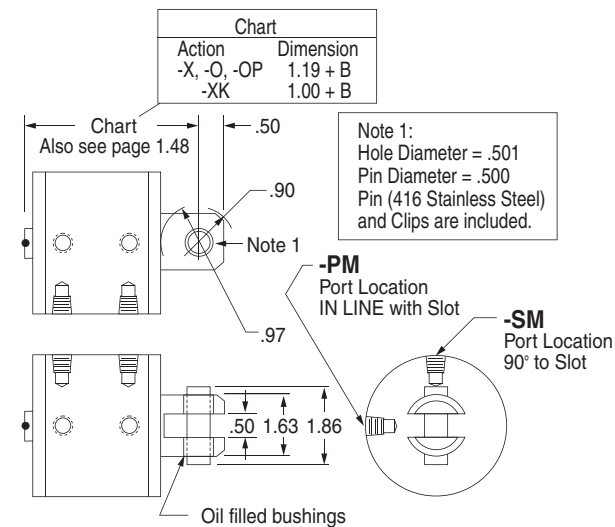 Chart
Action Dimension
-X, -O, -OP 1.19 + B
-XK 1.00 + B
Chart
Also see page 1.48
.50
.90
Note 1
.97
Note 1:
Hole Diameter = .501
Pin Diameter = .500
Pin (416 Stainless Steel)
and Clips are included.
-PM
Port Location
IN LINE with Slot
-SM
Port Location
90° to Slot
.50 1.63 1.86
Oil filled bushings